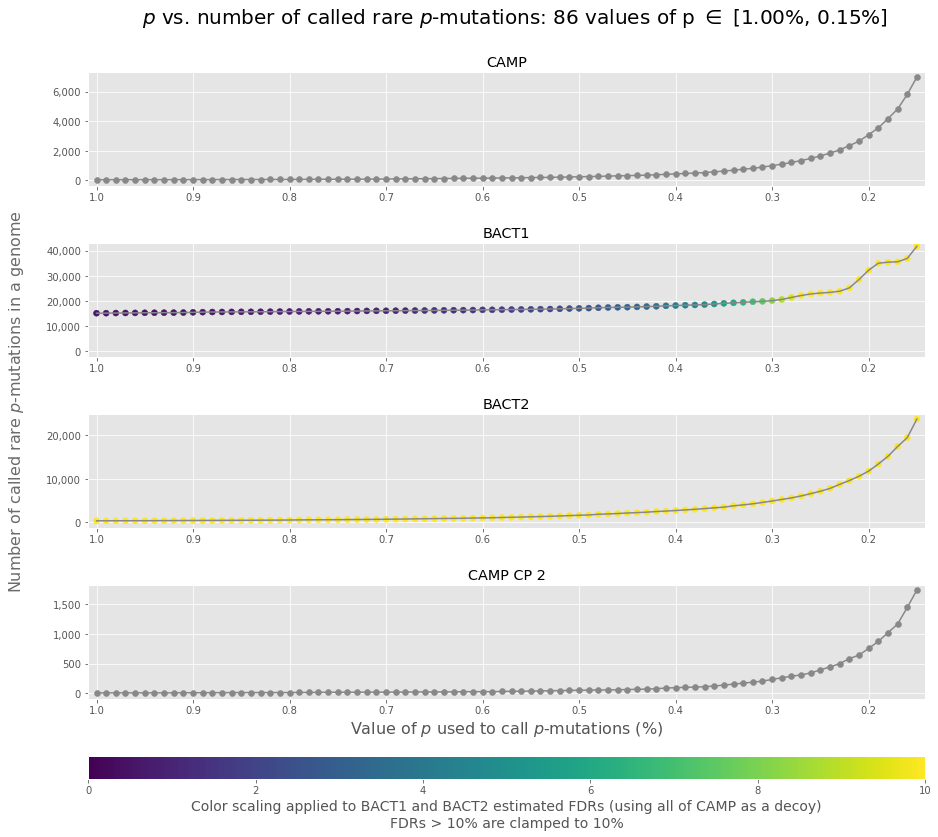 p vs. number of called rare p-mutations: 86 values of p ∈ [1.00%, 0.15%]
Number of called rare p-mutations in a genome
CAMP
6,000
4,000
2,000
0
1.0 0.9 0.8 0.7 0.6 0.5 0.4 0.3 0.2
BACT1
40,000
30,000
20,000
10,000
0
1.0 0.9 0.8 0.7 0.6 0.5 0.4 0.3 0.2
BACT2
20,000
10,000
0
1.0 0.9 0.8 0.7 0.6 0.5 0.4 0.3 0.2
CAMP CP 2
1,500
1,000
500
0
1.0 0.9 0.8 0.7 0.6 0.5 0.4 0.3 0.2
Value of p used to call p-mutations (%)
0 2 4 6 8 10
Color scaling applied to BACT1 and BACT2 estimated FDRs (using all of CAMP as a decoy)
FDRs > 10% are clamped to 10%